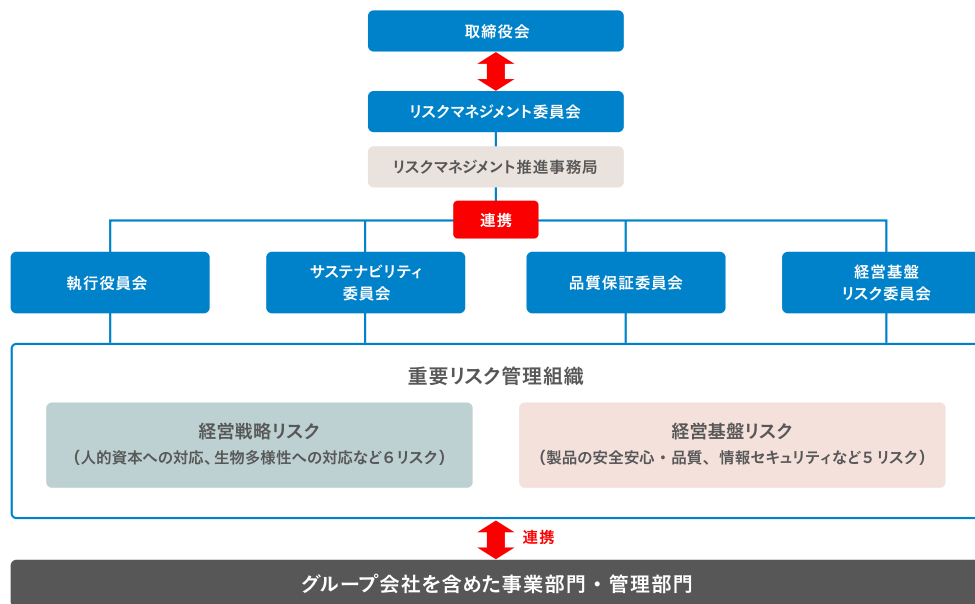 取締役会
リスクマネジメント委員会
リスクマネジメント推進事務局
連携
執行役員会
サステナビリティ
委員会
品質保証委員会
経営基盤
リスク委員会
重要リスク管理組織
経営戦略リスク
（人的資本への対応、生物多様性への対応など6リスク）
経営基盤リスク
（製品の安全安心・品質、情報セキュリティなど5リスク）
連携
グループ会社を含めた事業部門・管理部門